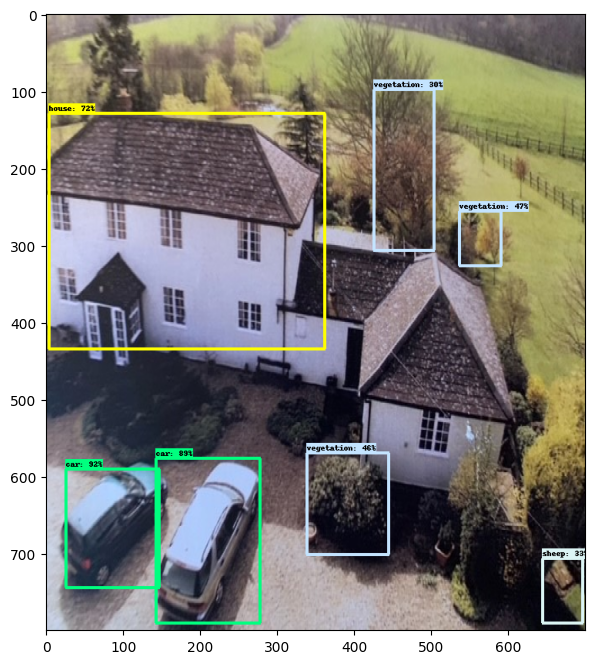 0
100
vegetation: 30%
house: 72%
200
vegetation: 47%
300
400
500
vegetation: 46%
car: 89%
car: 92%
600
700
sheep: 33%
0 100 200 300 400 500 600